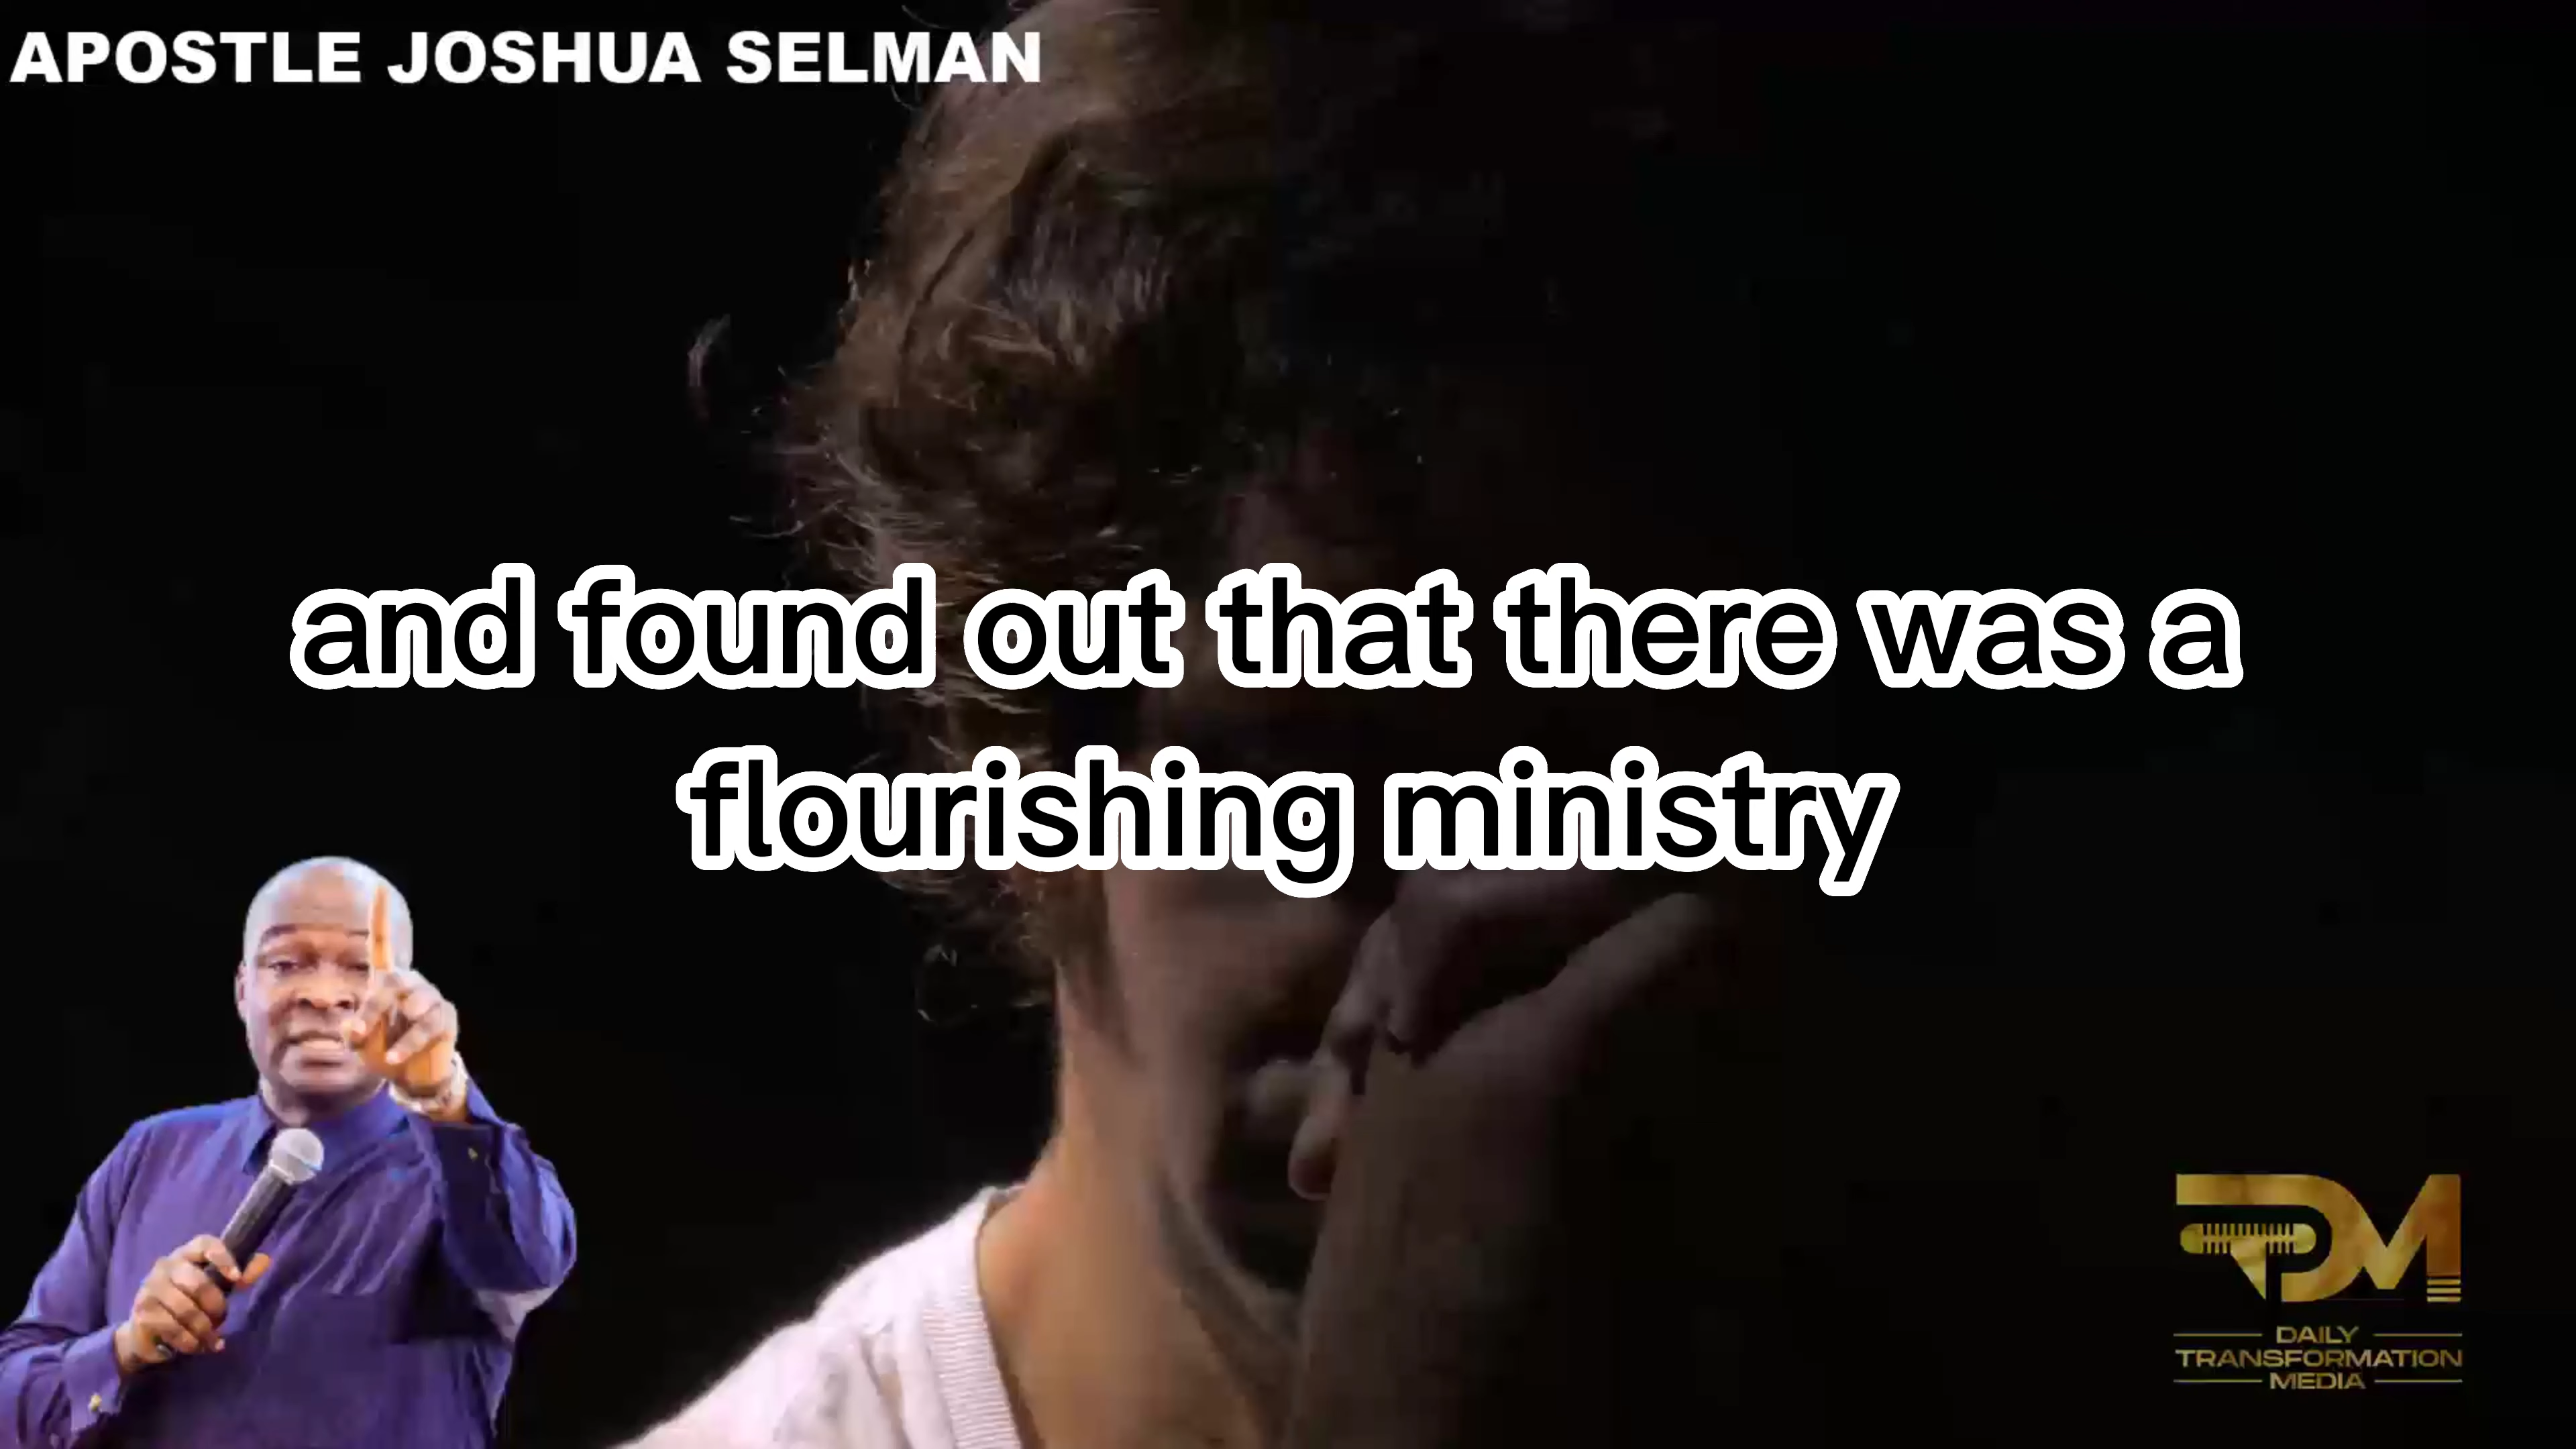 APOSTLE JOSHUA SELMAN
and found out that there was a
flourishing ministry
DAILY
TRANSFORMATION
MEDIA